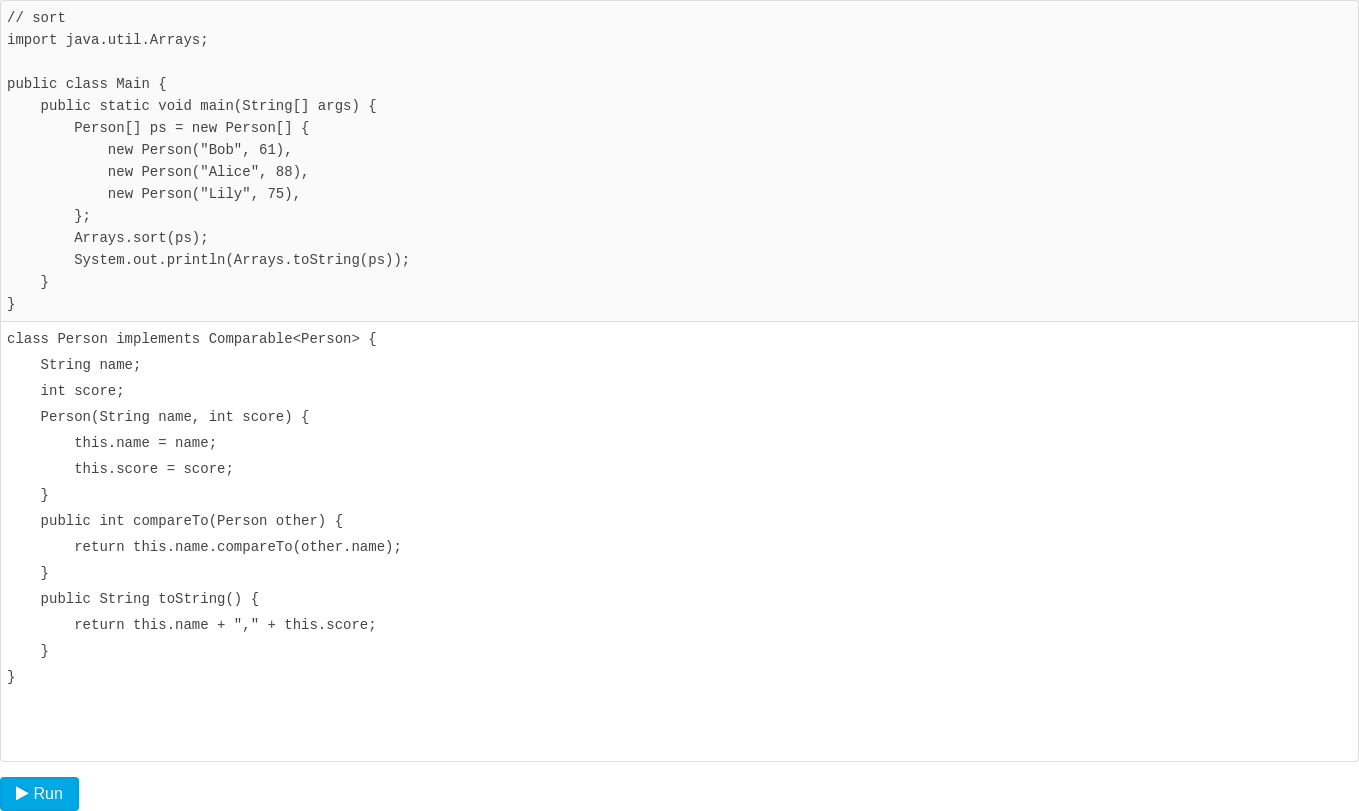 // sort
import java.util.Arrays;

public class Main {
    public static void main(String[] args) {
        Person[] ps = new Person[] {
            new Person("Bob", 61),
            new Person("Alice", 88),
            new Person("Lily", 75),
        };
        Arrays.sort(ps);
        System.out.println(Arrays.toString(ps));
    }
}
class Person implements Comparable<Person> {
    String name;
    int score;
    Person(String name, int score) {
        this.name = name;
        this.score = score;
    }
    public int compareTo(Person other) {
        return this.name.compareTo(other.name);
    }
    public String toString() {
        return this.name + "," + this.score;
    }
}
Run